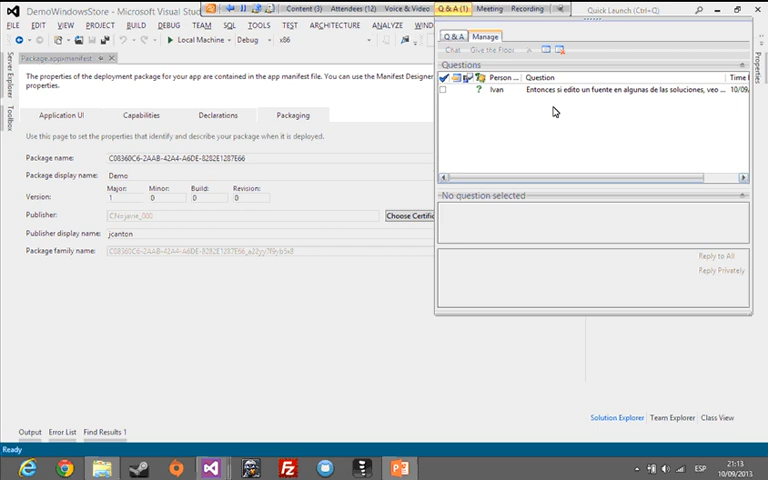 DemoWindowsStore - Microsoft Visual Stu
Content (3) Attendees (12) Voice & Video Q & A (1) Meeting Recording
Quick Launch (Ctrl+Q)
FILE EDIT VIEW PROJECT BUILD DEBUG TEAM SQL TOOLS TEST ARCHITECTURE ANALYZE WIN
Local Machine Debug x86
Package.appxmanifest
Server Explorer
Toolbox
Properties
The properties of the deployment package for your app are contained in the app manifest file. You can use the Manifest Designer
properties.
Application UI Capabilities Declarations Packaging
Use this page to set the properties that identify and describe your package when it is deployed.
Package name: C08360C6-2AAB-42A4-A6DE-8282E1287E66
Package display name: Demo
Major: Minor: Build: Revision:
Version: 1 0 0 0
Publisher: Choose Certific
Publisher display name: jcanton
Package family name:
Q & A Manage
Chat Give the Floor
Questions
Person ... Question Time
Ivan Entonces si edito un fuente en algunas de las soluciones, veo ... 10/09,
No question selected
Reply to All
Reply Privately
Solution Explorer Team Explorer Class View
Output Error List Find Results 1
Ready
ESP
21:13
10/09/2013